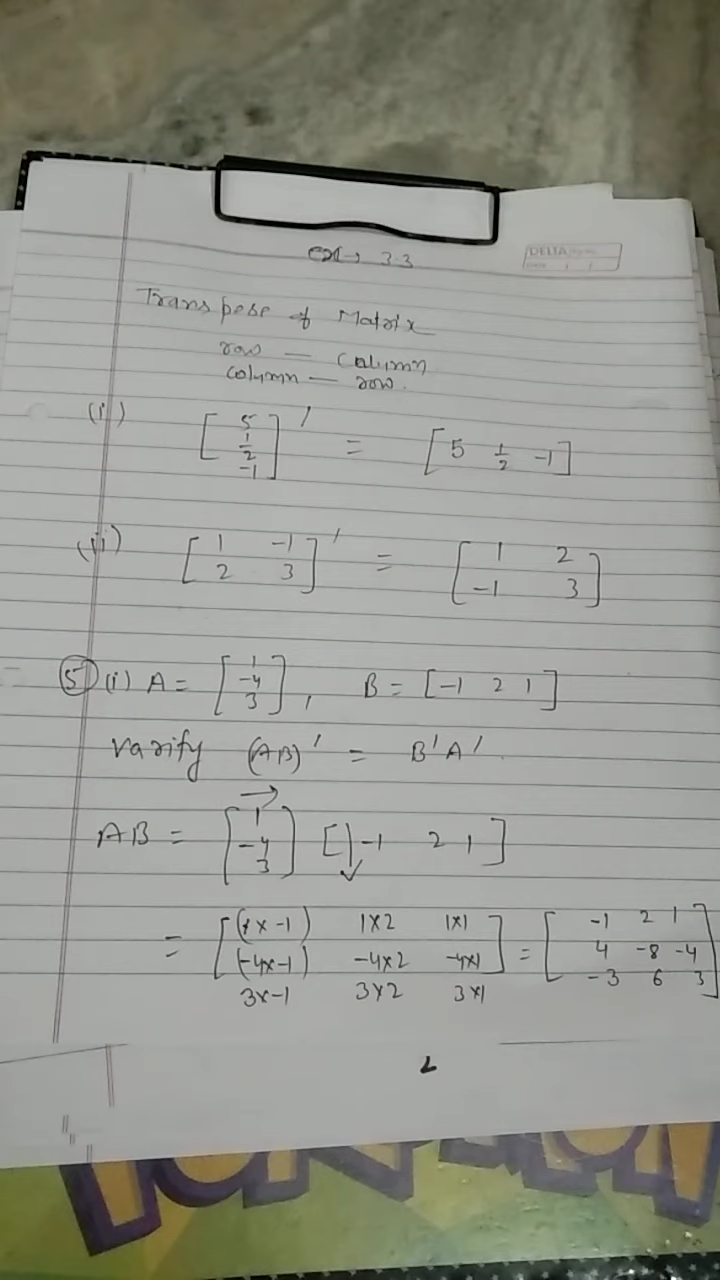 ex→ 3.3
DELTA
Transpose of Matrix
row — Column
column — row.
(i) [5 1/2 -1]' = [5 1/2 -1]
(ii) [1 -1
2 3]' = [1 2
-1 3]
(5) (i) A = [1 -4 3], B = [-1 2 1]
varify (AB)' = B'A'.
AB = [1 -4 3] [-1 2 1]
= [(1x-1) 1x2 1x1
(-4x-1) -4x2 -4x1
3x-1 3x2 3x1] = [-1 2 1
4 -8 -4
-3 6 3]